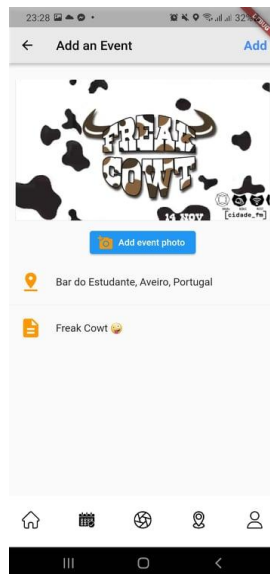 23:28
32%
Add an Event
Add
FREAK
COWT
14 NOV
[cidade_fm]
Add event photo
Bar do Estudante, Aveiro, Portugal
Freak Cowt 🤪